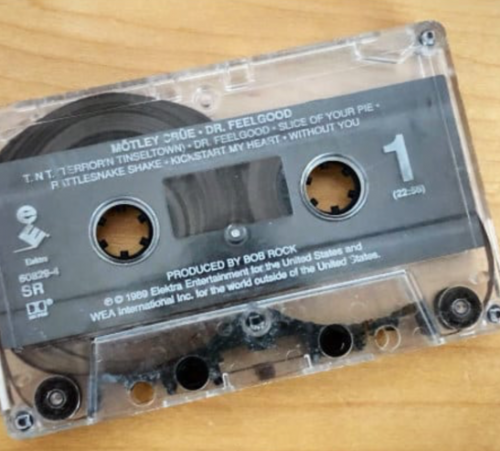 MÖTLEY CRÜE • DR. FEELGOOD
T.N.T. (TERROR'N TINSELTOWN) • DR. FEELGOOD • SLICE OF YOUR PIE •
RATTLESNAKE SHAKE • KICKSTART MY HEART • WITHOUT YOU
1
Elektra
60829-4
SR
PRODUCED BY BOB ROCK
℗ © 1989 Elektra Entertainment for the United States and
WEA International Inc. for the world outside of the United States.